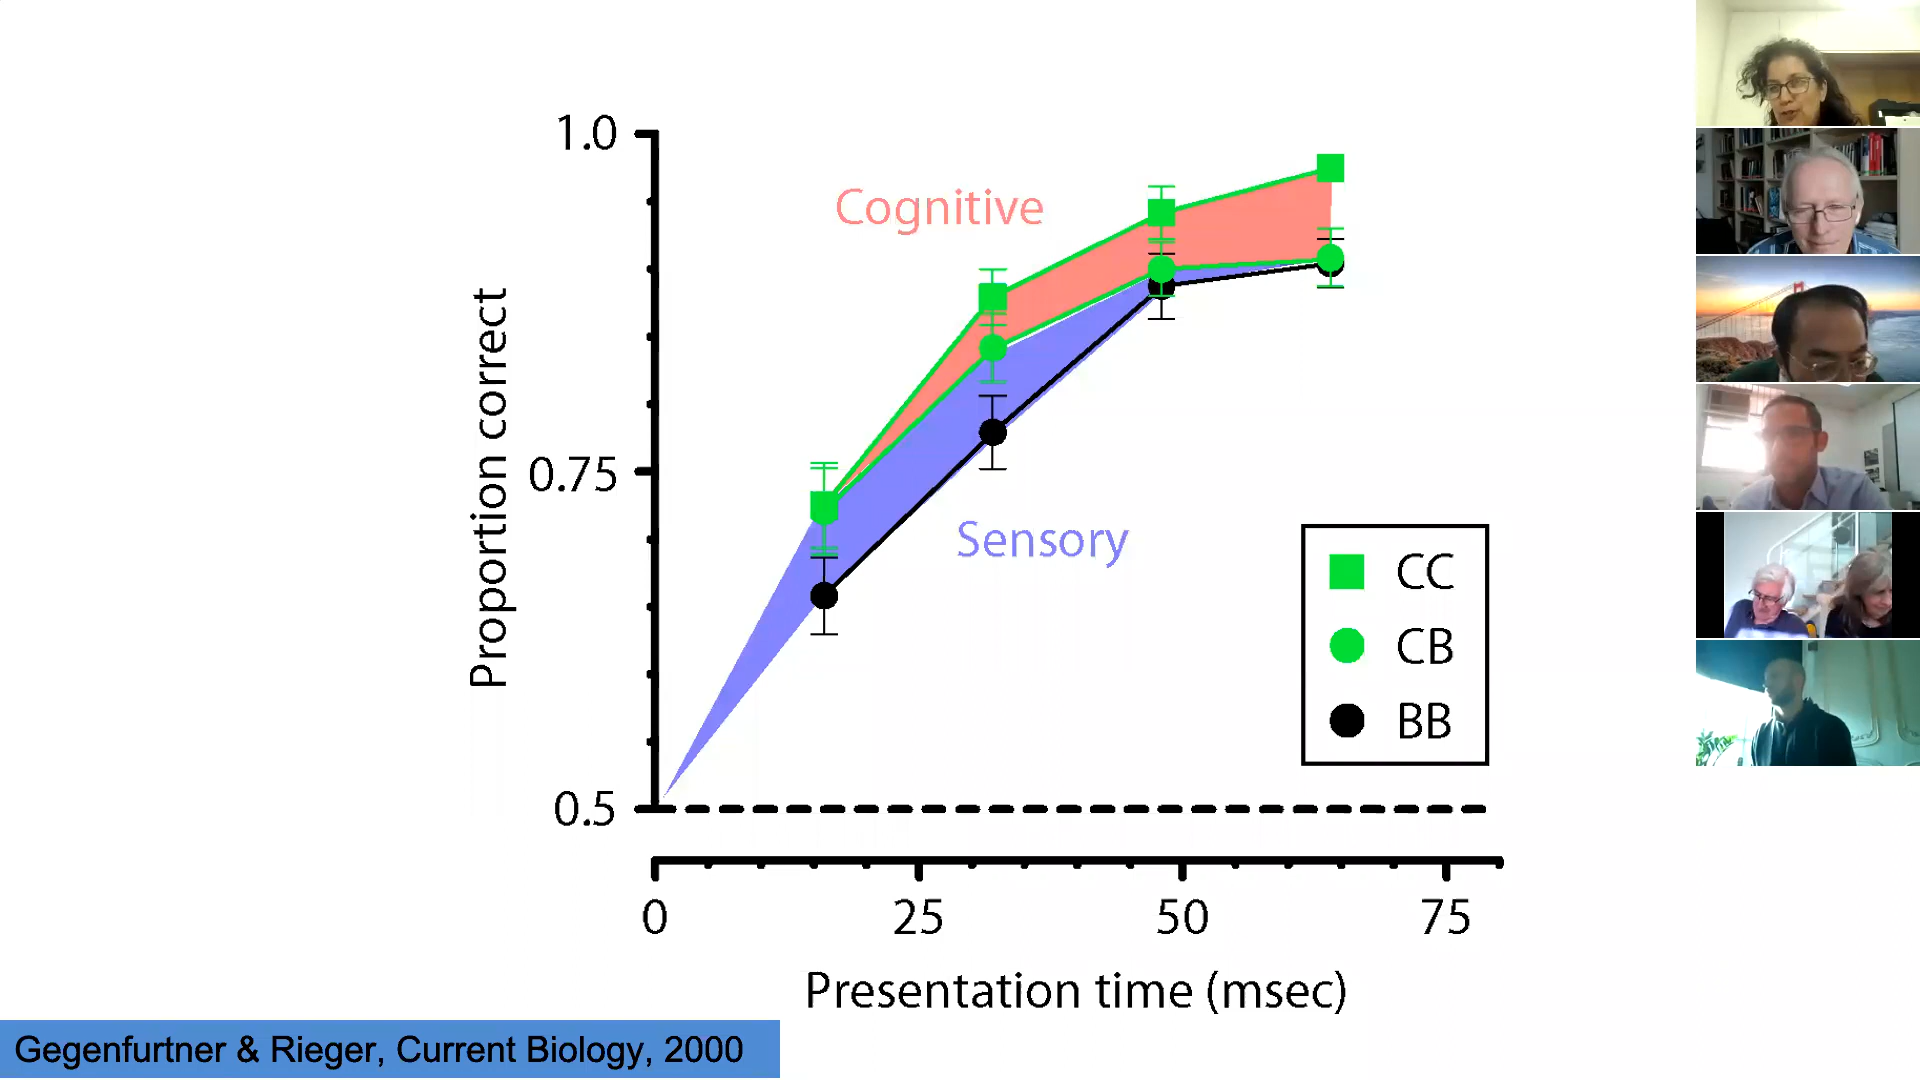 1.0
Cognitive
Proportion correct
0.75
Sensory
CC
CB
BB
0.5
0 25 50 75
Presentation time (msec)
Gegenfurtner & Rieger, Current Biology, 2000